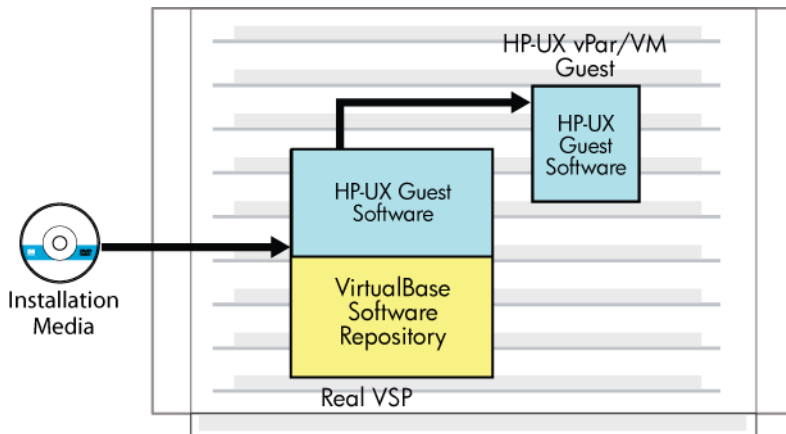 HP-UX vPar/VM
Guest
HP-UX
Guest
Software
HP-UX Guest
Software
Installation
Media
VirtualBase
Software
Repository
Real VSP